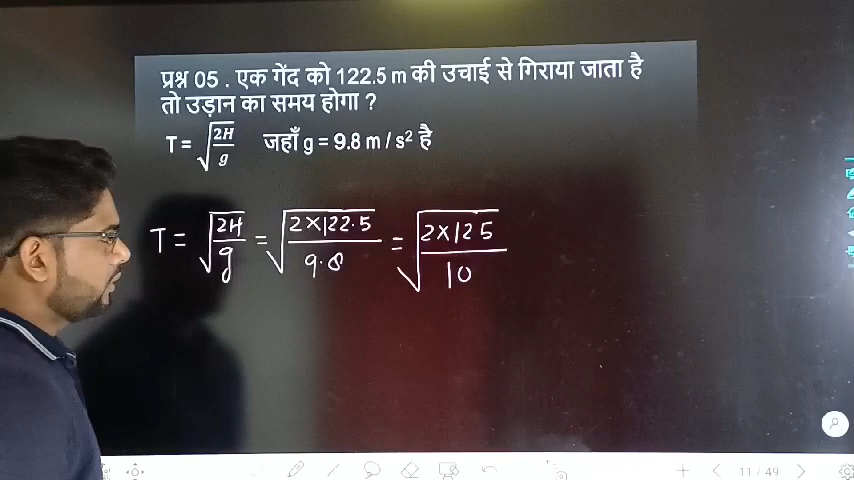 प्रश्न 05 . एक गेंद को 122.5 m की उचाई से गिराया जाता है
तो उड़ान का समय होगा ?
T = √(2H/g) जहाँ g = 9.8 m / s² है
T = √(2H/g) = √(2×122.5/9.8) = √(2×125/10)
11 / 49